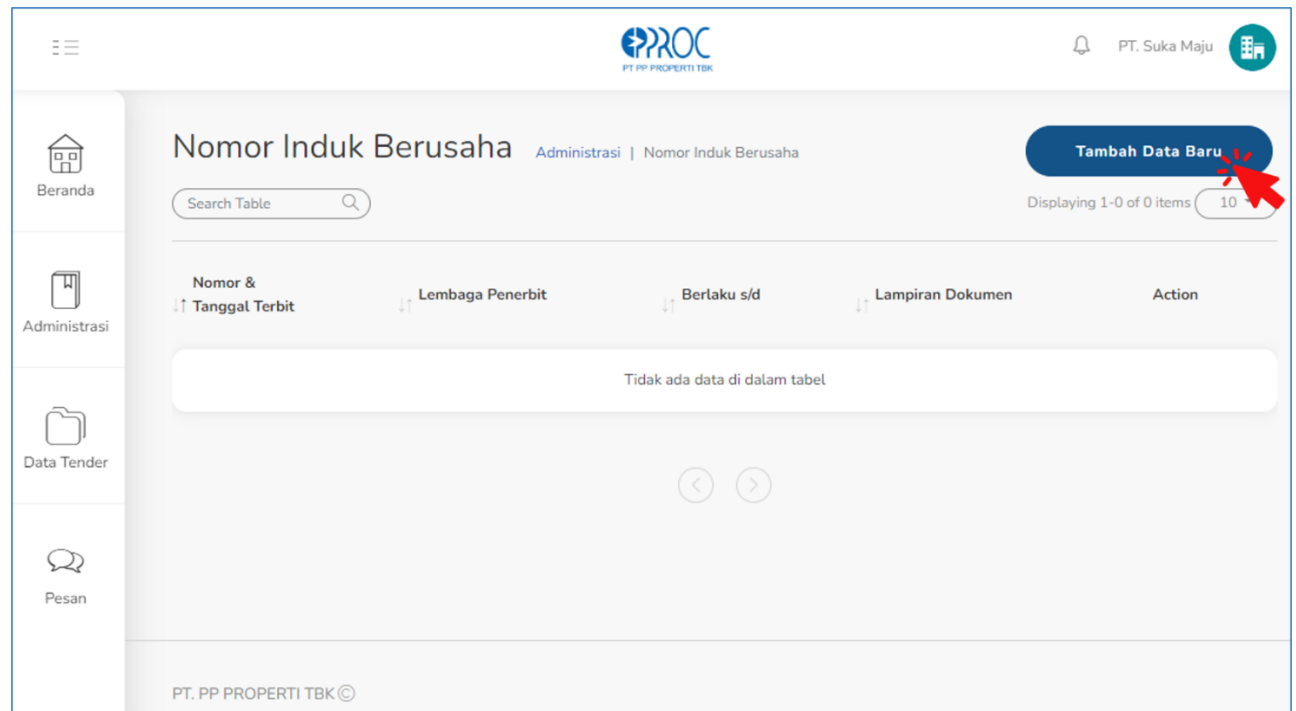 EPROC
PT PP PROPERTI TBK
PT. Suka Maju
Beranda
Administrasi
Data Tender
Pesan
Nomor Induk Berusaha
Administrasi | Nomor Induk Berusaha
Tambah Data Baru
Search Table
Displaying 1-0 of 0 items
10
Nomor &
Tanggal Terbit
Lembaga Penerbit
Berlaku s/d
Lampiran Dokumen
Action
Tidak ada data di dalam tabel
PT. PP PROPERTI TBK ©